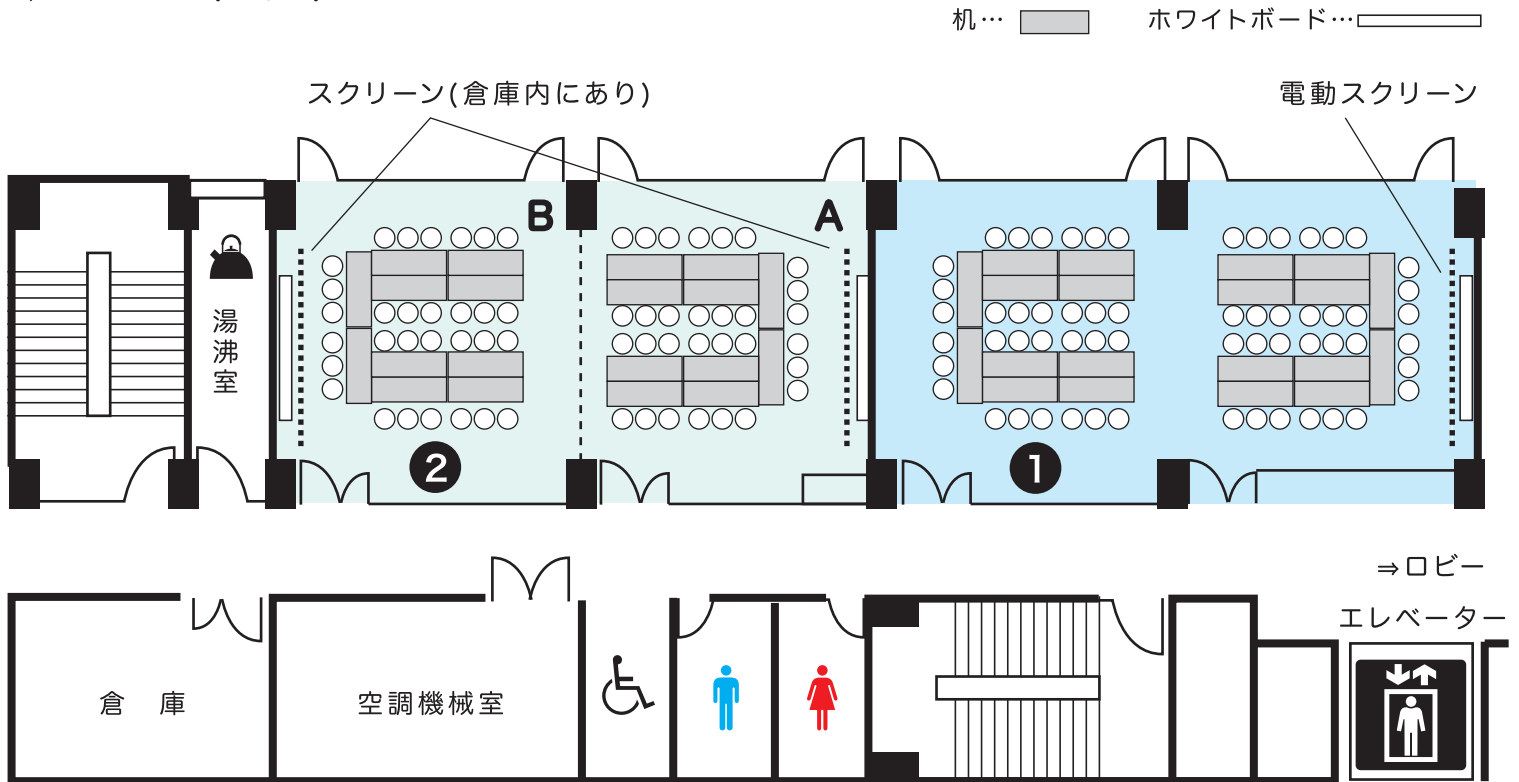 机… ホワイトボード…
スクリーン(倉庫内にあり)
電動スクリーン
B
A
湯沸室
2
1
⇒ロビー
エレベーター
倉 庫
空調機械室